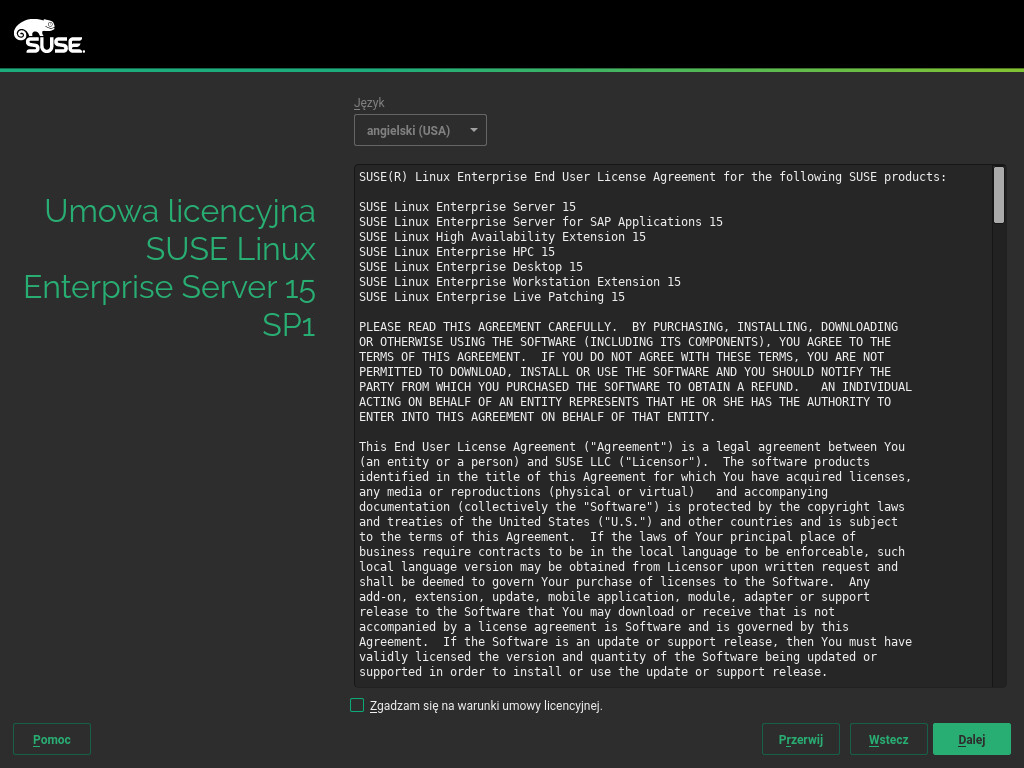 SUSE.
Język
angielski (USA)
Umowa licencyjna
SUSE Linux
Enterprise Server 15
SP1
SUSE(R) Linux Enterprise End User License Agreement for the following SUSE products:
SUSE Linux Enterprise Server 15
SUSE Linux Enterprise Server for SAP Applications 15
SUSE Linux High Availability Extension 15
SUSE Linux Enterprise HPC 15
SUSE Linux Enterprise Desktop 15
SUSE Linux Enterprise Workstation Extension 15
SUSE Linux Enterprise Live Patching 15
PLEASE READ THIS AGREEMENT CAREFULLY.  BY PURCHASING, INSTALLING, DOWNLOADING
OR OTHERWISE USING THE SOFTWARE (INCLUDING ITS COMPONENTS), YOU AGREE TO THE
TERMS OF THIS AGREEMENT.  IF YOU DO NOT AGREE WITH THESE TERMS, YOU ARE NOT
PERMITTED TO DOWNLOAD, INSTALL OR USE THE SOFTWARE AND YOU SHOULD NOTIFY THE
PARTY FROM WHICH YOU PURCHASED THE SOFTWARE TO OBTAIN A REFUND.   AN INDIVIDUAL
ACTING ON BEHALF OF AN ENTITY REPRESENTS THAT HE OR SHE HAS THE AUTHORITY TO
ENTER INTO THIS AGREEMENT ON BEHALF OF THAT ENTITY.
This End User License Agreement ("Agreement") is a legal agreement between You
(an entity or a person) and SUSE LLC ("Licensor").  The software products
identified in the title of this Agreement for which You have acquired licenses,
any media or reproductions (physical or virtual)   and accompanying
documentation (collectively the "Software") is protected by the copyright laws
and treaties of the United States ("U.S.") and other countries and is subject
to the terms of this Agreement.  If the laws of Your principal place of
business require contracts to be in the local language to be enforceable, such
local language version may be obtained from Licensor upon written request and
shall be deemed to govern Your purchase of licenses to the Software.  Any
add-on, extension, update, mobile application, module, adapter or support
release to the Software that You may download or receive that is not
accompanied by a license agreement is Software and is governed by this
Agreement.  If the Software is an update or support release, then You must have
validly licensed the version and quantity of the Software being updated or
supported in order to install or use the update or support release.
Zgadzam się na warunki umowy licencyjnej.
Pomoc
Przerwij
Wstecz
Dalej